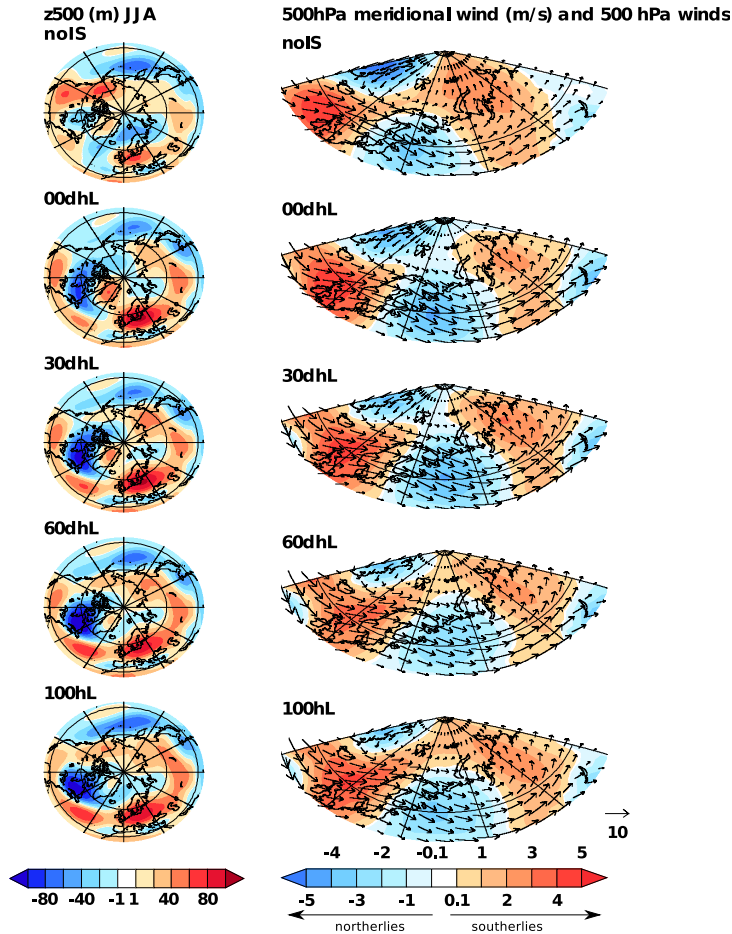 z500 (m) JJA
noIS
500hPa meridional wind (m/s) and 500 hPa winds
noIS
00dhL
00dhL
30dhL
30dhL
60dhL
60dhL
100hL
100hL
10
-80 -40 -1 1 40 80
-4 -2 -0.1 1 3 5
-5 -3 -1 0.1 2 4
northerlies southerlies